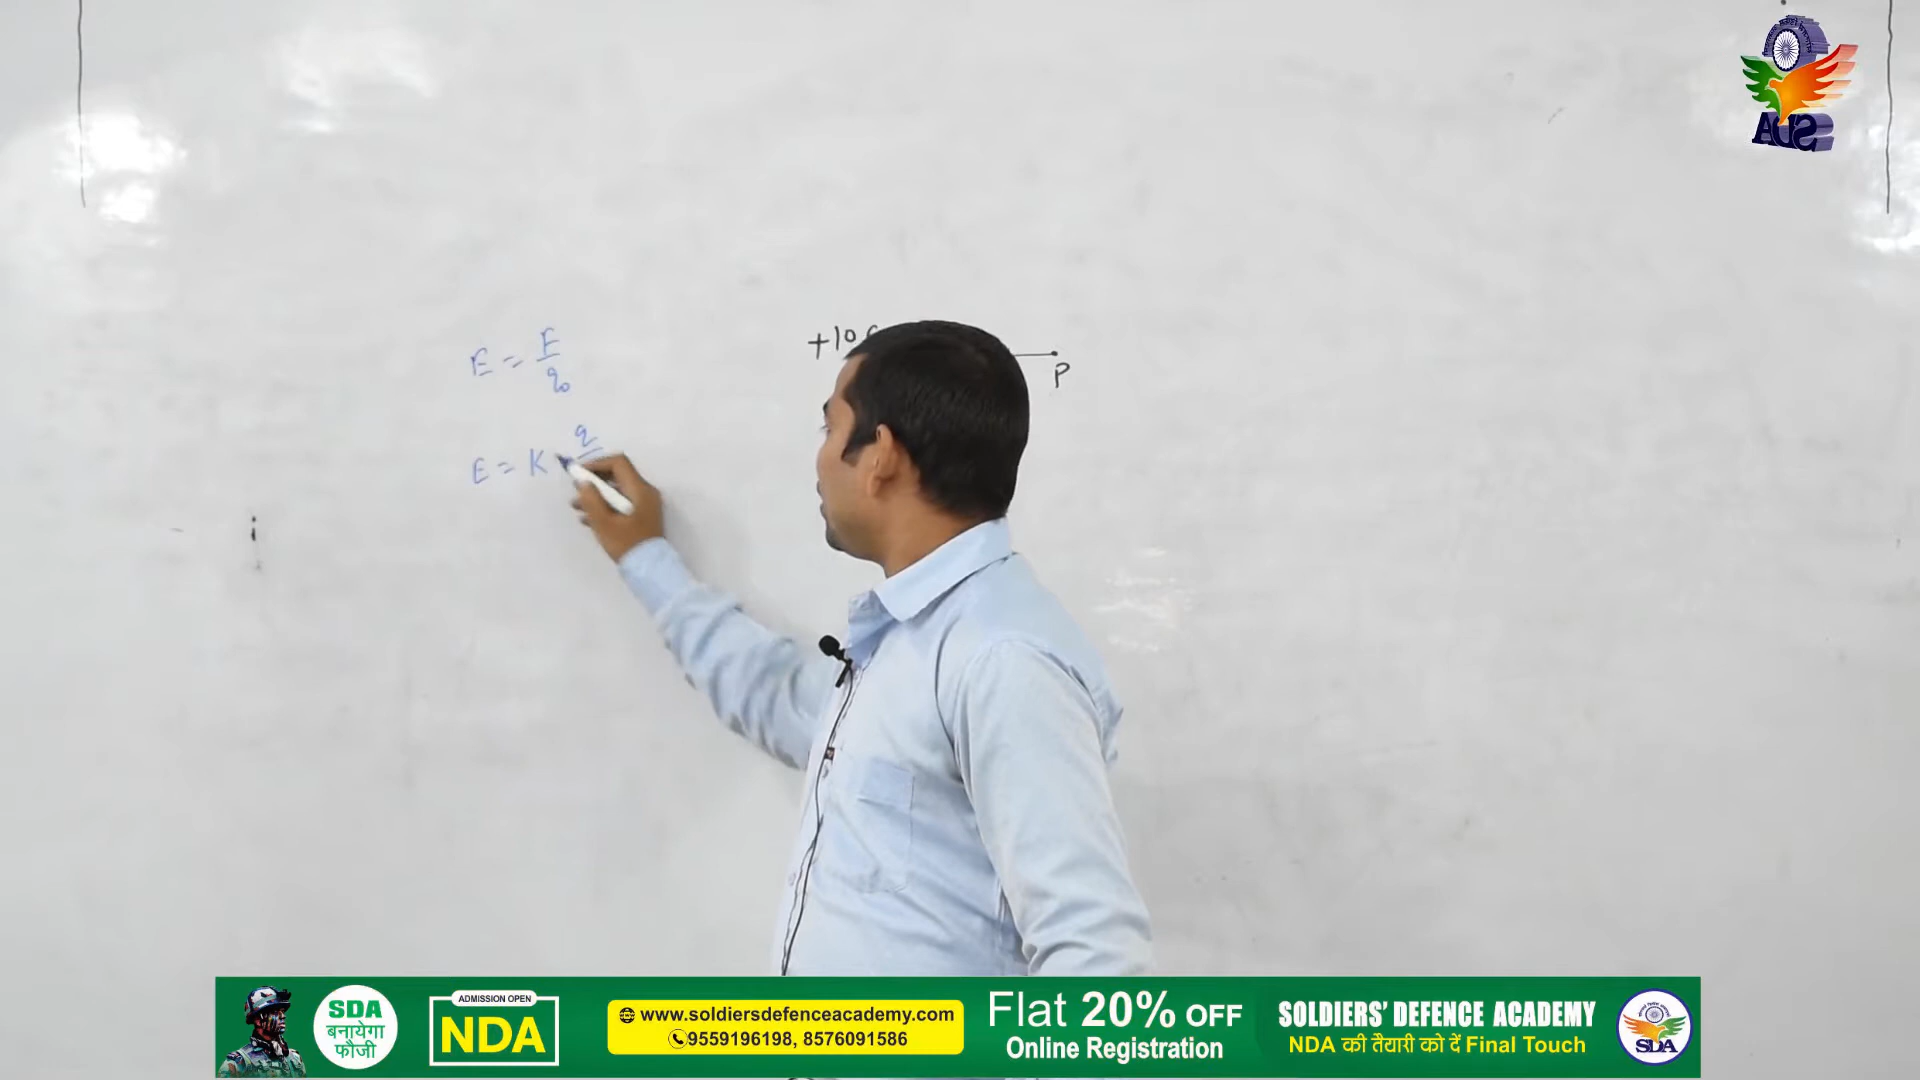 +10
P
E = F/q₀
E = K q
SDA
SDA
बनायेगा
फौजी
ADMISSION OPEN
NDA
www.soldiersdefenceacademy.com
9559196198, 8576091586
Flat 20% OFF
Online Registration
SOLDIERS' DEFENCE ACADEMY
NDA की तैयारी को दें Final Touch
SDA